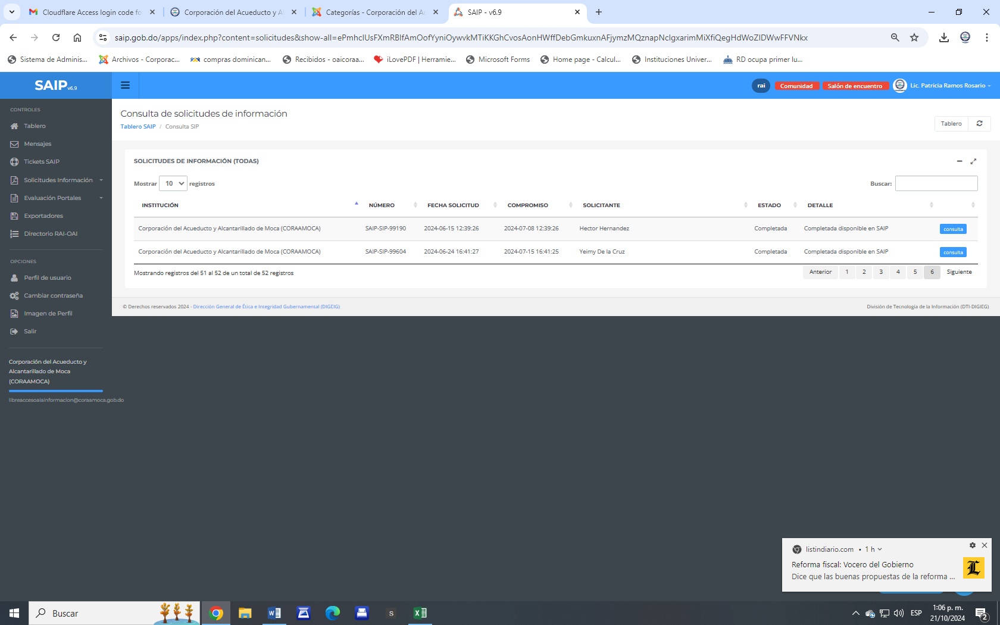 Cloudflare Access login code fo
Corporación del Acueducto y A
Categorías - Corporación del A
SAIP - v6.9
saip.gob.do/apps/index.php?content=solicitudes&show-all=
Sistema de Adminis...
Archivos - Corporac...
compras dominican...
Recibidos - oaicoraa...
iLovePDF | Herramie...
Microsoft Forms
Home page - Calcul...
Instituciones Univer...
RD ocupa primer lu...
SAIP v6.9
rai
Comunidad
Salón de encuentro
Lic. Patricia Ramos Rosario
CONTROLES
Tablero
Mensajes
Tickets SAIP
Solicitudes Información
Evaluación Portales
Exportadores
Directorio RAI-OAI
OPCIONES
Perfil de usuario
Cambiar contraseña
Imagen de Perfil
Salir
Corporación del Acueducto y
Alcantarillado de Moca
(CORAAMOCA)
libreaccesoalainformacion@coraamoca.gob.do
Consulta de solicitudes de información
Tablero SAIP / Consulta SIP
Tablero
SOLICITUDES DE INFORMACIÓN (TODAS)
Mostrar 10 registros
Buscar:
INSTITUCIÓN NÚMERO FECHA SOLICITUD COMPROMISO SOLICITANTE ESTADO DETALLE
Corporación del Acueducto y Alcantarillado de Moca (CORAAMOCA) SAIP-SIP-99190 2024-06-15 12:39:26 2024-07-08 12:39:26 Hector Hernandez Completada Completada disponible en SAIP consulta
Corporación del Acueducto y Alcantarillado de Moca (CORAAMOCA) SAIP-SIP-99604 2024-06-24 16:41:27 2024-07-15 16:41:25 Yeimy De la Cruz Completada Completada disponible en SAIP consulta
Mostrando registros del 51 al 52 de un total de 52 registros
Anterior 1 2 3 4 5 6 Siguiente
© Derechos reservados 2024 - Dirección General de Ética e Integridad Gubernamental (DIGEIG)
División de Tecnología de la Información (DTI-DIGIEG)
listindiario.com • 1 h
Reforma fiscal: Vocero del Gobierno
Dice que las buenas propuestas de la reforma ...
L
Buscar
S
ESP
1:06 p. m.
21/10/2024
2